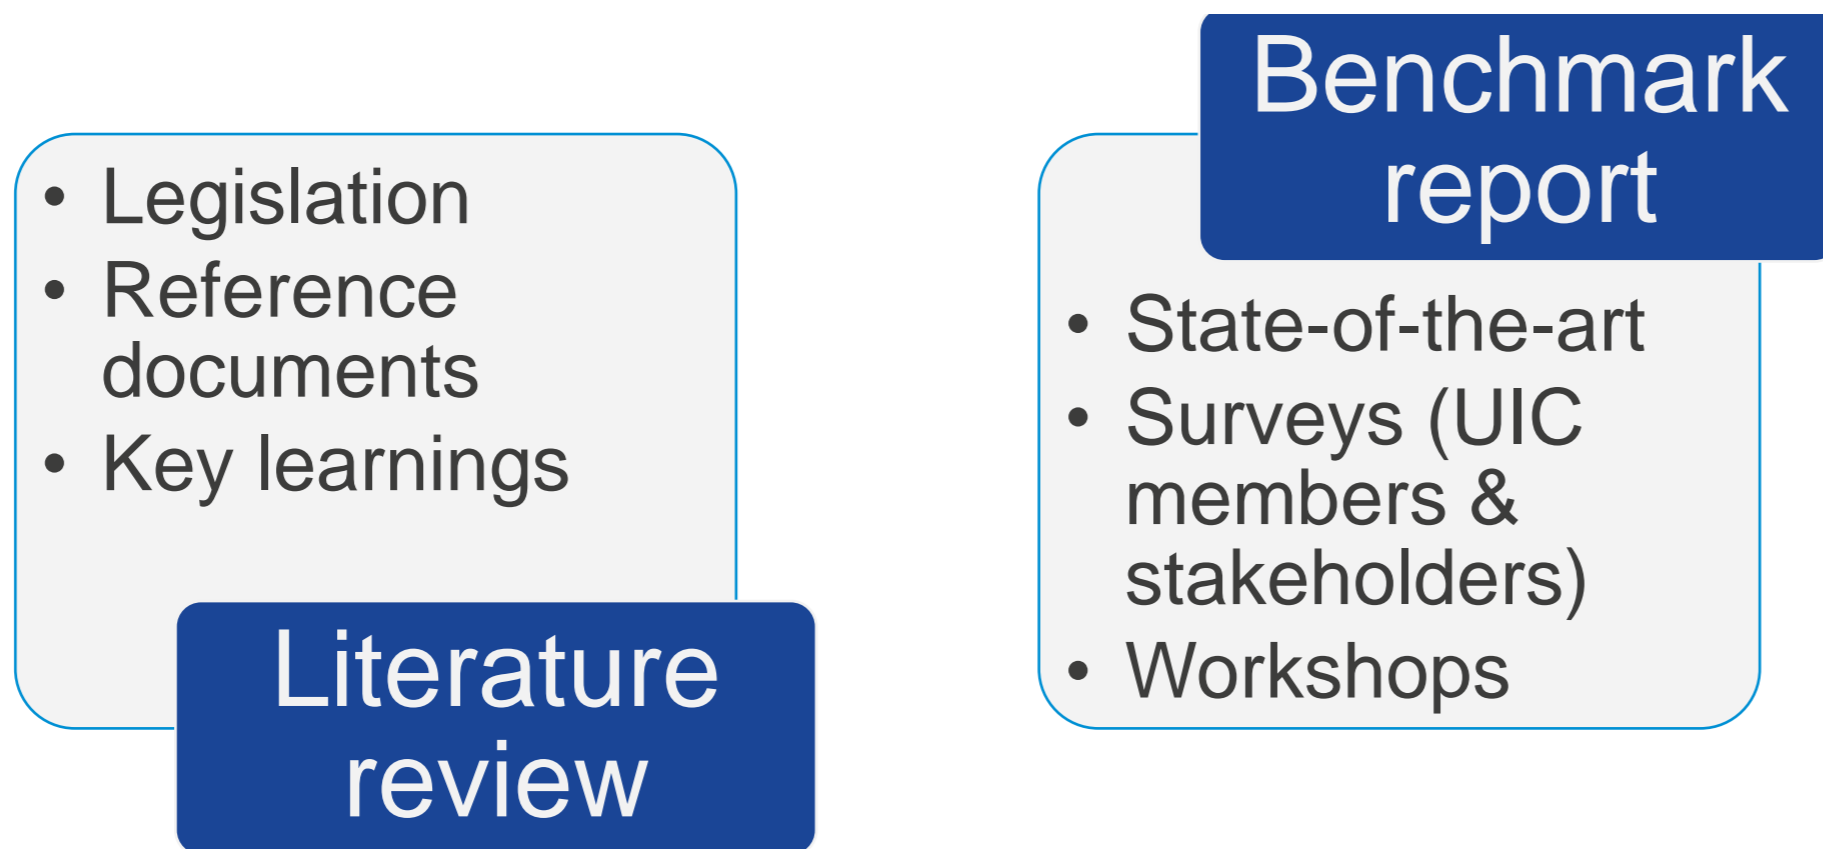 • Legislation
• Reference
documents
• Key learnings
Literature
review
Benchmark
report
• State-of-the-art
• Surveys (UIC
members &
stakeholders)
• Workshops